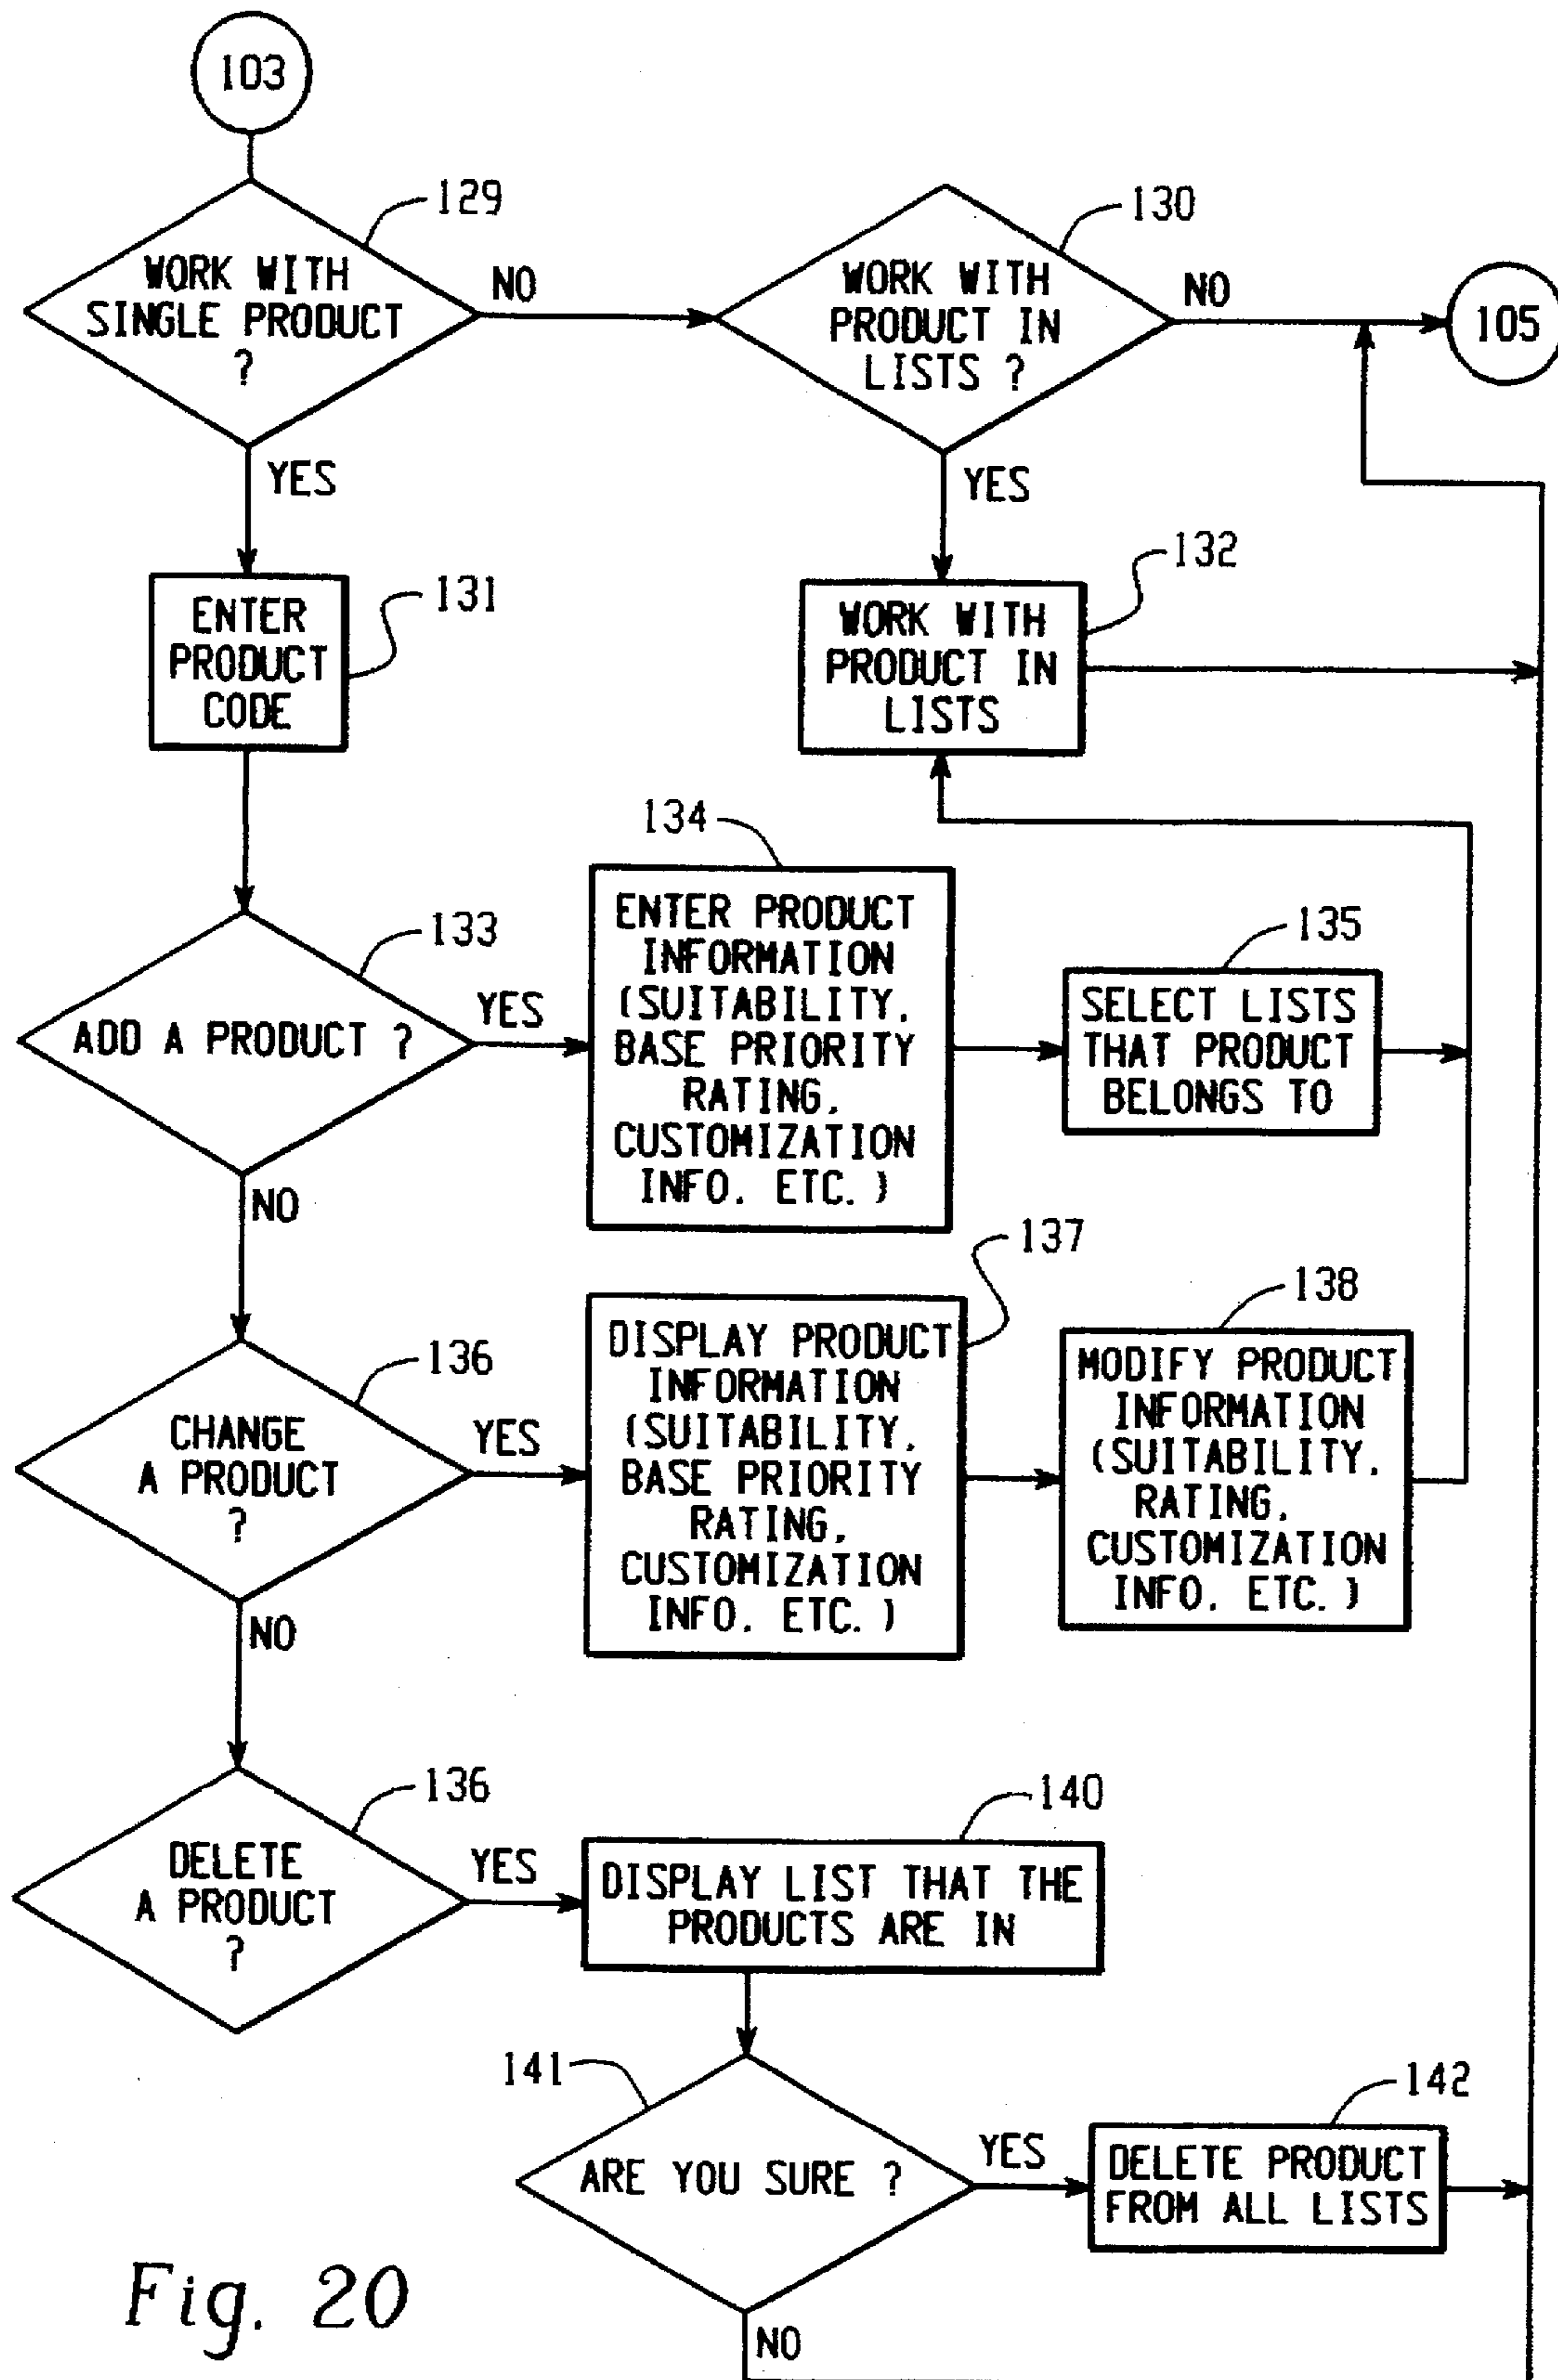 103
129
130
WORK WITH
SINGLE PRODUCT
?
NO
WORK WITH
PRODUCT IN
LISTS ?
NO
105
YES
YES
131
132
ENTER
PRODUCT
CODE
WORK WITH
PRODUCT IN
LISTS
134
133
135
ADD A PRODUCT ?
YES
ENTER PRODUCT
INFORMATION
(SUITABILITY,
BASE PRIORITY
RATING,
CUSTOMIZATION
INFO. ETC.)
SELECT LISTS
THAT PRODUCT
BELONGS TO
NO
137
138
136
CHANGE
A PRODUCT
?
YES
DISPLAY PRODUCT
INFORMATION
(SUITABILITY,
BASE PRIORITY
RATING,
CUSTOMIZATION
INFO. ETC.)
MODIFY PRODUCT
INFORMATION
(SUITABILITY,
RATING,
CUSTOMIZATION
INFO. ETC.)
NO
136
140
DELETE
A PRODUCT
?
YES
DISPLAY LIST THAT THE
PRODUCTS ARE IN
141
142
ARE YOU SURE ?
YES
DELETE PRODUCT
FROM ALL LISTS
NO
Fig. 20